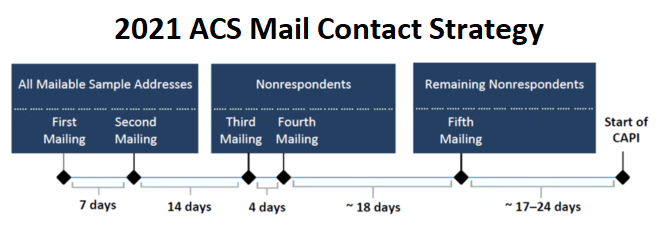 2021 ACS Mail Contact Strategy
All Mailable Sample Addresses
First
Mailing
Second
Mailing
Nonrespondents
Third
Mailing
Fourth
Mailing
Remaining Nonrespondents
Fifth
Mailing
Start of
CAPI
7 days
14 days
4 days
~ 18 days
~ 17–24 days